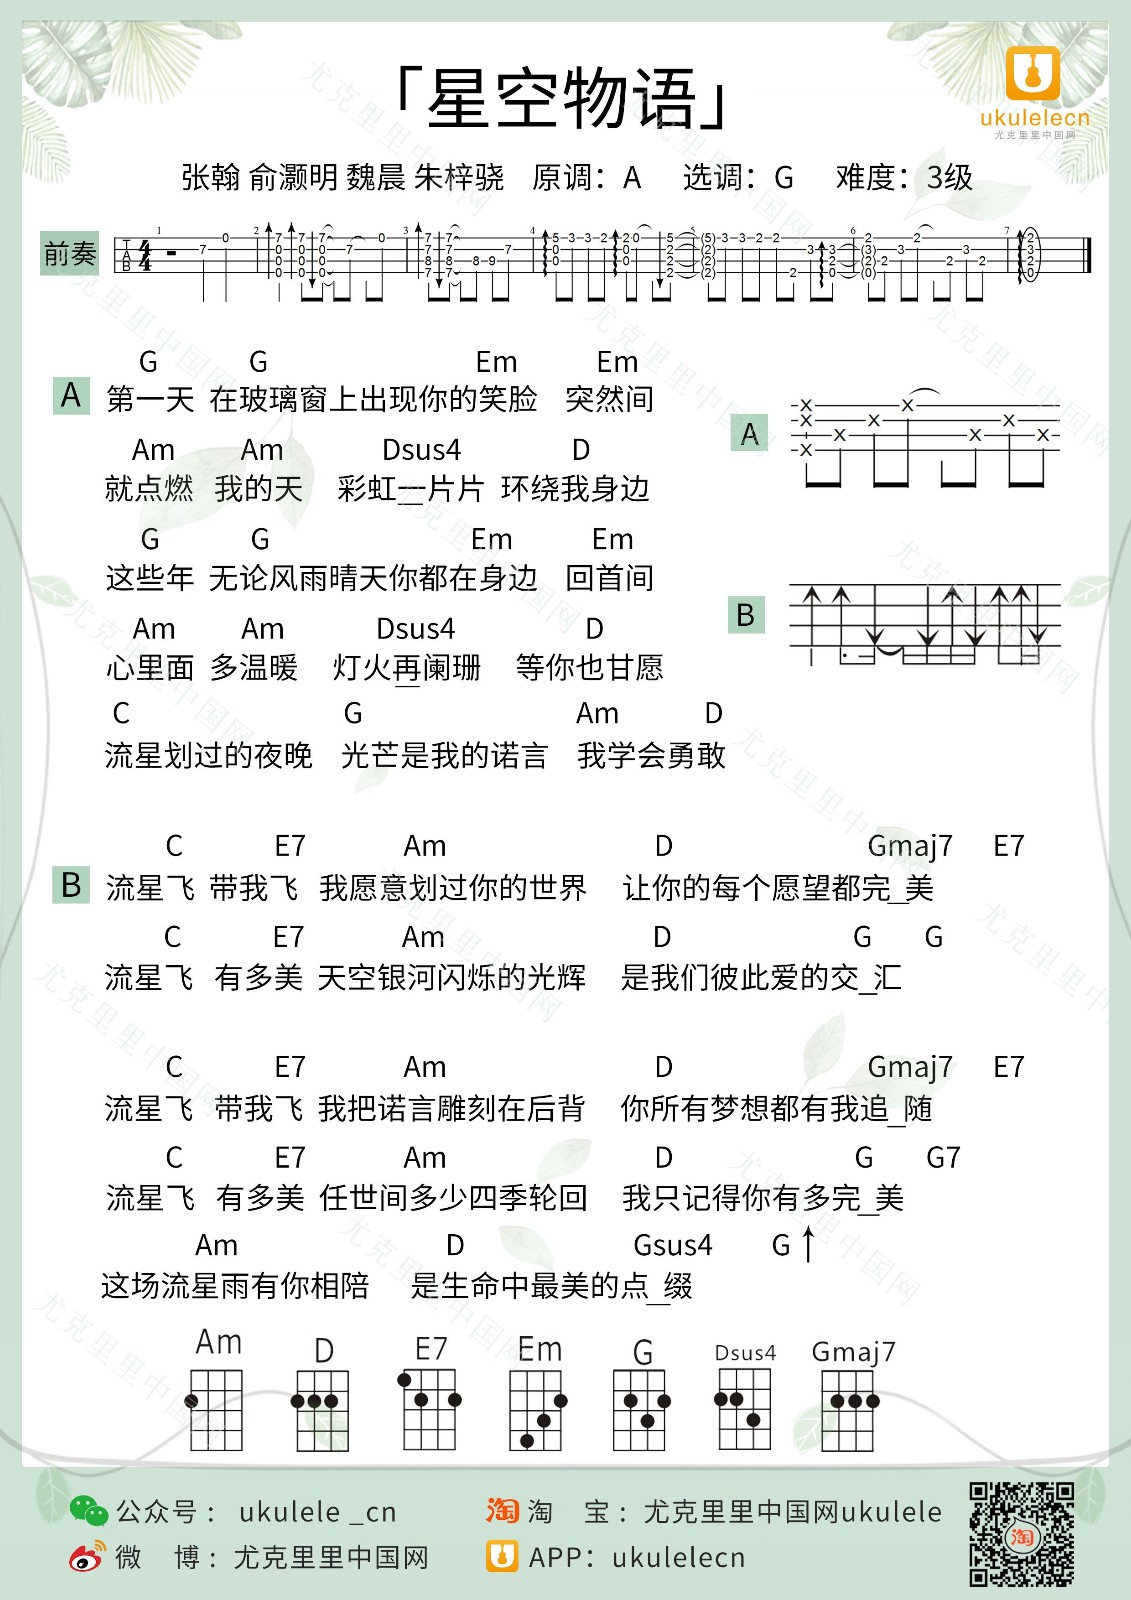 「星空物语」
ukulelecn
尤克里里中国网
张翰 俞灏明 魏晨 朱梓骁 原调：A 选调：G 难度：3级
前奏
G G Em Em
A 第一天 在玻璃窗上出现你的笑脸 突然间
Am Am Dsus4 D
就点燃 我的天 彩虹一片片 环绕我身边
A
G G Em Em
这些年 无论风雨晴天你都在身边 回首间
Am Am Dsus4 D
心里面 多温暖 灯火再阑珊 等你也甘愿
B
C G Am D
流星划过的夜晚 光芒是我的诺言 我学会勇敢
C E7 Am D Gmaj7 E7
B 流星飞 带我飞 我愿意划过你的世界 让你的每个愿望都完_美
C E7 Am D G G
流星飞 有多美 天空银河闪烁的光辉 是我们彼此爱的交_汇
C E7 Am D Gmaj7 E7
流星飞 带我飞 我把诺言雕刻在后背 你所有梦想都有我追_随
C E7 Am D G G7
流星飞 有多美 任世间多少四季轮回 我只记得你有多完_美
Am D Gsus4 G↑
这场流星雨有你相陪 是生命中最美的点_缀
Am D E7 Em G Dsus4 Gmaj7
公众号： ukulele _cn 淘 淘 宝：尤克里里中国网ukulele
微 博：尤克里里中国网 APP：ukulelecn
淘